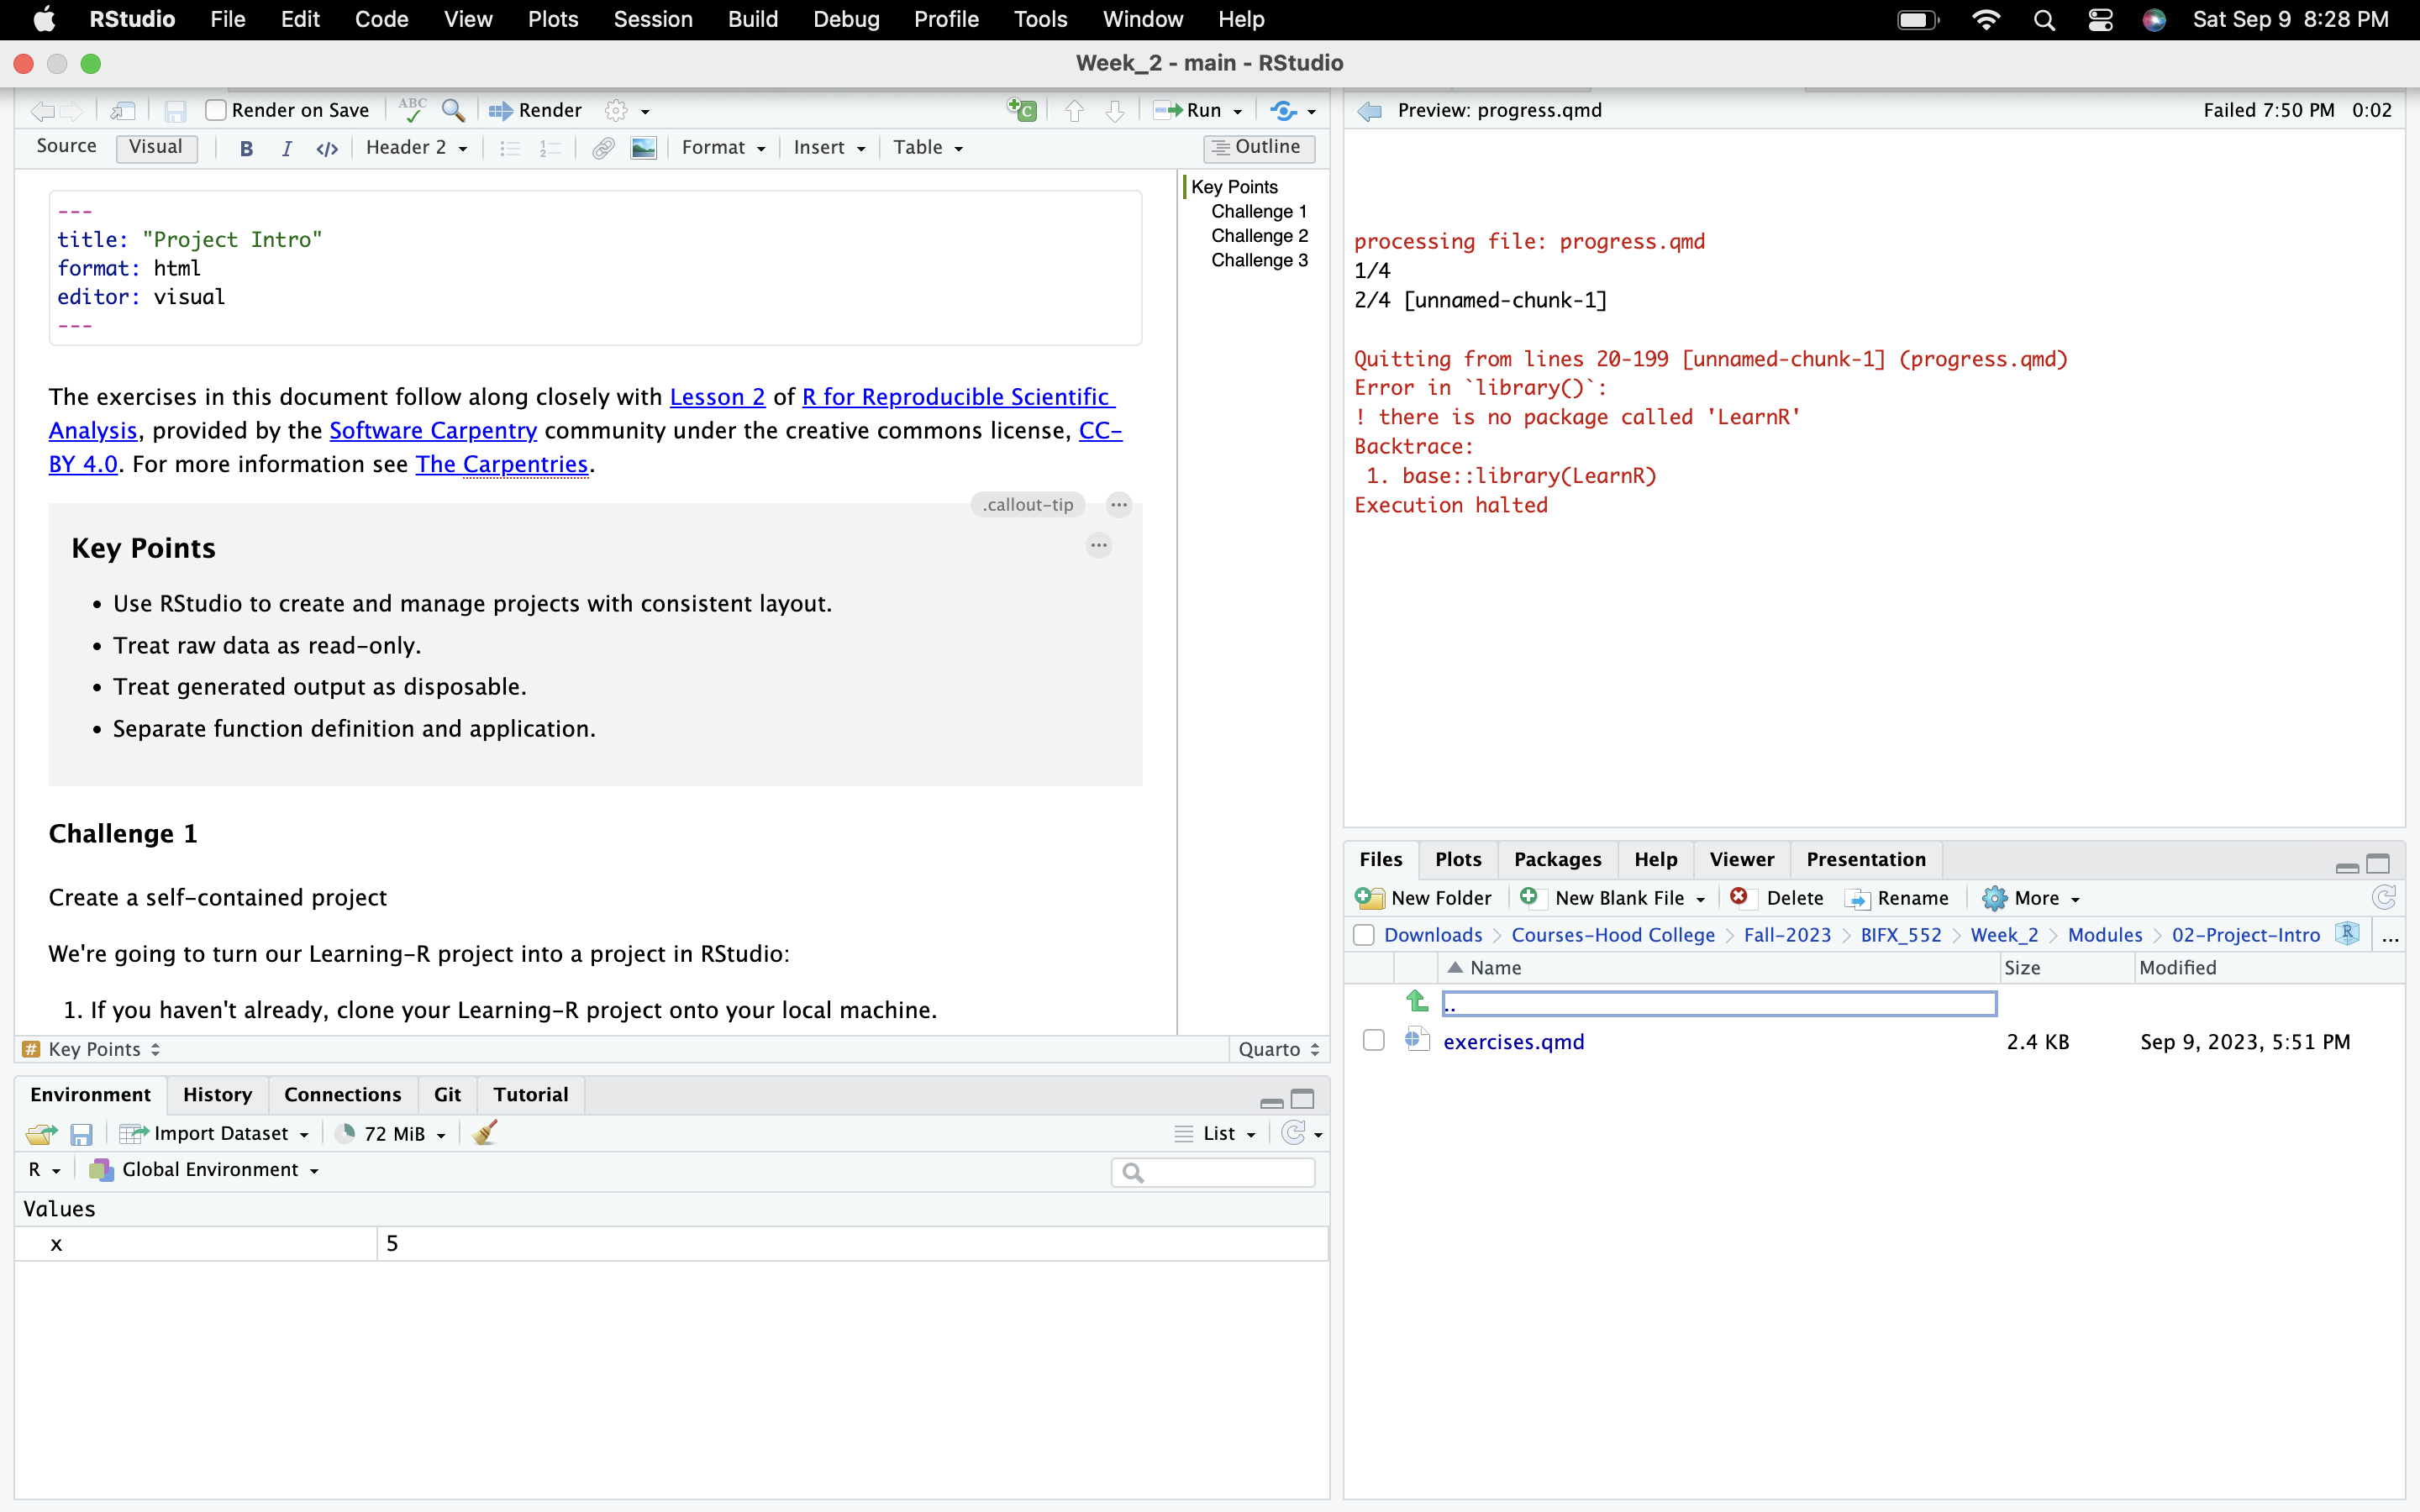 RStudio File Edit Code View Plots Session Build Debug Profile Tools Window Help Sat Sep 9 8:28 PM
Week_2 - main - RStudio
Render on Save ABC Render Run
Source Visual B I </> Header 2 Format Insert Table Outline
---
title: "Project Intro"
format: html
editor: visual
---
The exercises in this document follow along closely with Lesson 2 of R for Reproducible Scientific
Analysis, provided by the Software Carpentry community under the creative commons license, CC-
BY 4.0. For more information see The Carpentries.
.callout-tip
Key Points
• Use RStudio to create and manage projects with consistent layout.
• Treat raw data as read-only.
• Treat generated output as disposable.
• Separate function definition and application.
Challenge 1
Create a self-contained project
We're going to turn our Learning-R project into a project in RStudio:
1. If you haven't already, clone your Learning-R project onto your local machine.
# Key Points Quarto
Key Points
Challenge 1
Challenge 2
Challenge 3
Environment History Connections Git Tutorial
Import Dataset 72 MiB List
R Global Environment
Values
x 5
Preview: progress.qmd Failed 7:50 PM 0:02
processing file: progress.qmd
1/4
2/4 [unnamed-chunk-1]
Quitting from lines 20-199 [unnamed-chunk-1] (progress.qmd)
Error in `library()`:
! there is no package called 'LearnR'
Backtrace:
1. base::library(LearnR)
Execution halted
Files Plots Packages Help Viewer Presentation
New Folder New Blank File Delete Rename More
Downloads > Courses-Hood College > Fall-2023 > BIFX_552 > Week_2 > Modules > 02-Project-Intro R ...
Name Size Modified
..
exercises.qmd 2.4 KB Sep 9, 2023, 5:51 PM